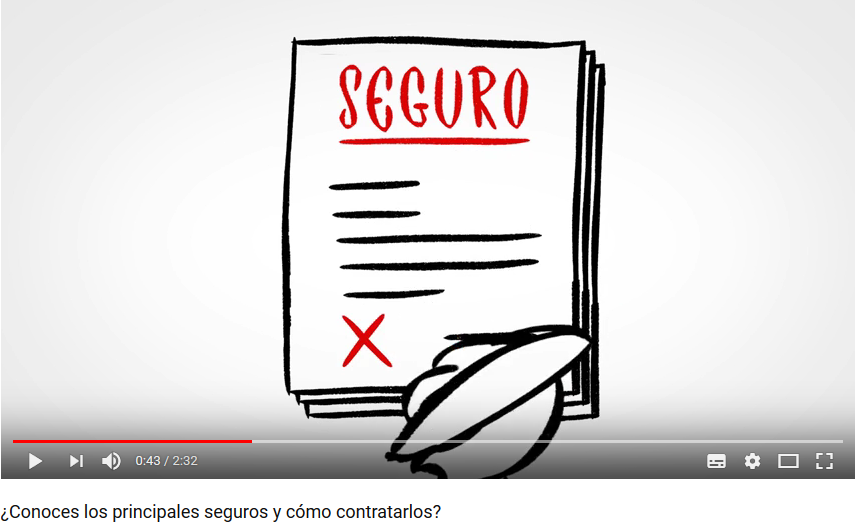 SEGURO
0:43 / 2:32
¿Conoces los principales seguros y cómo contratarlos?